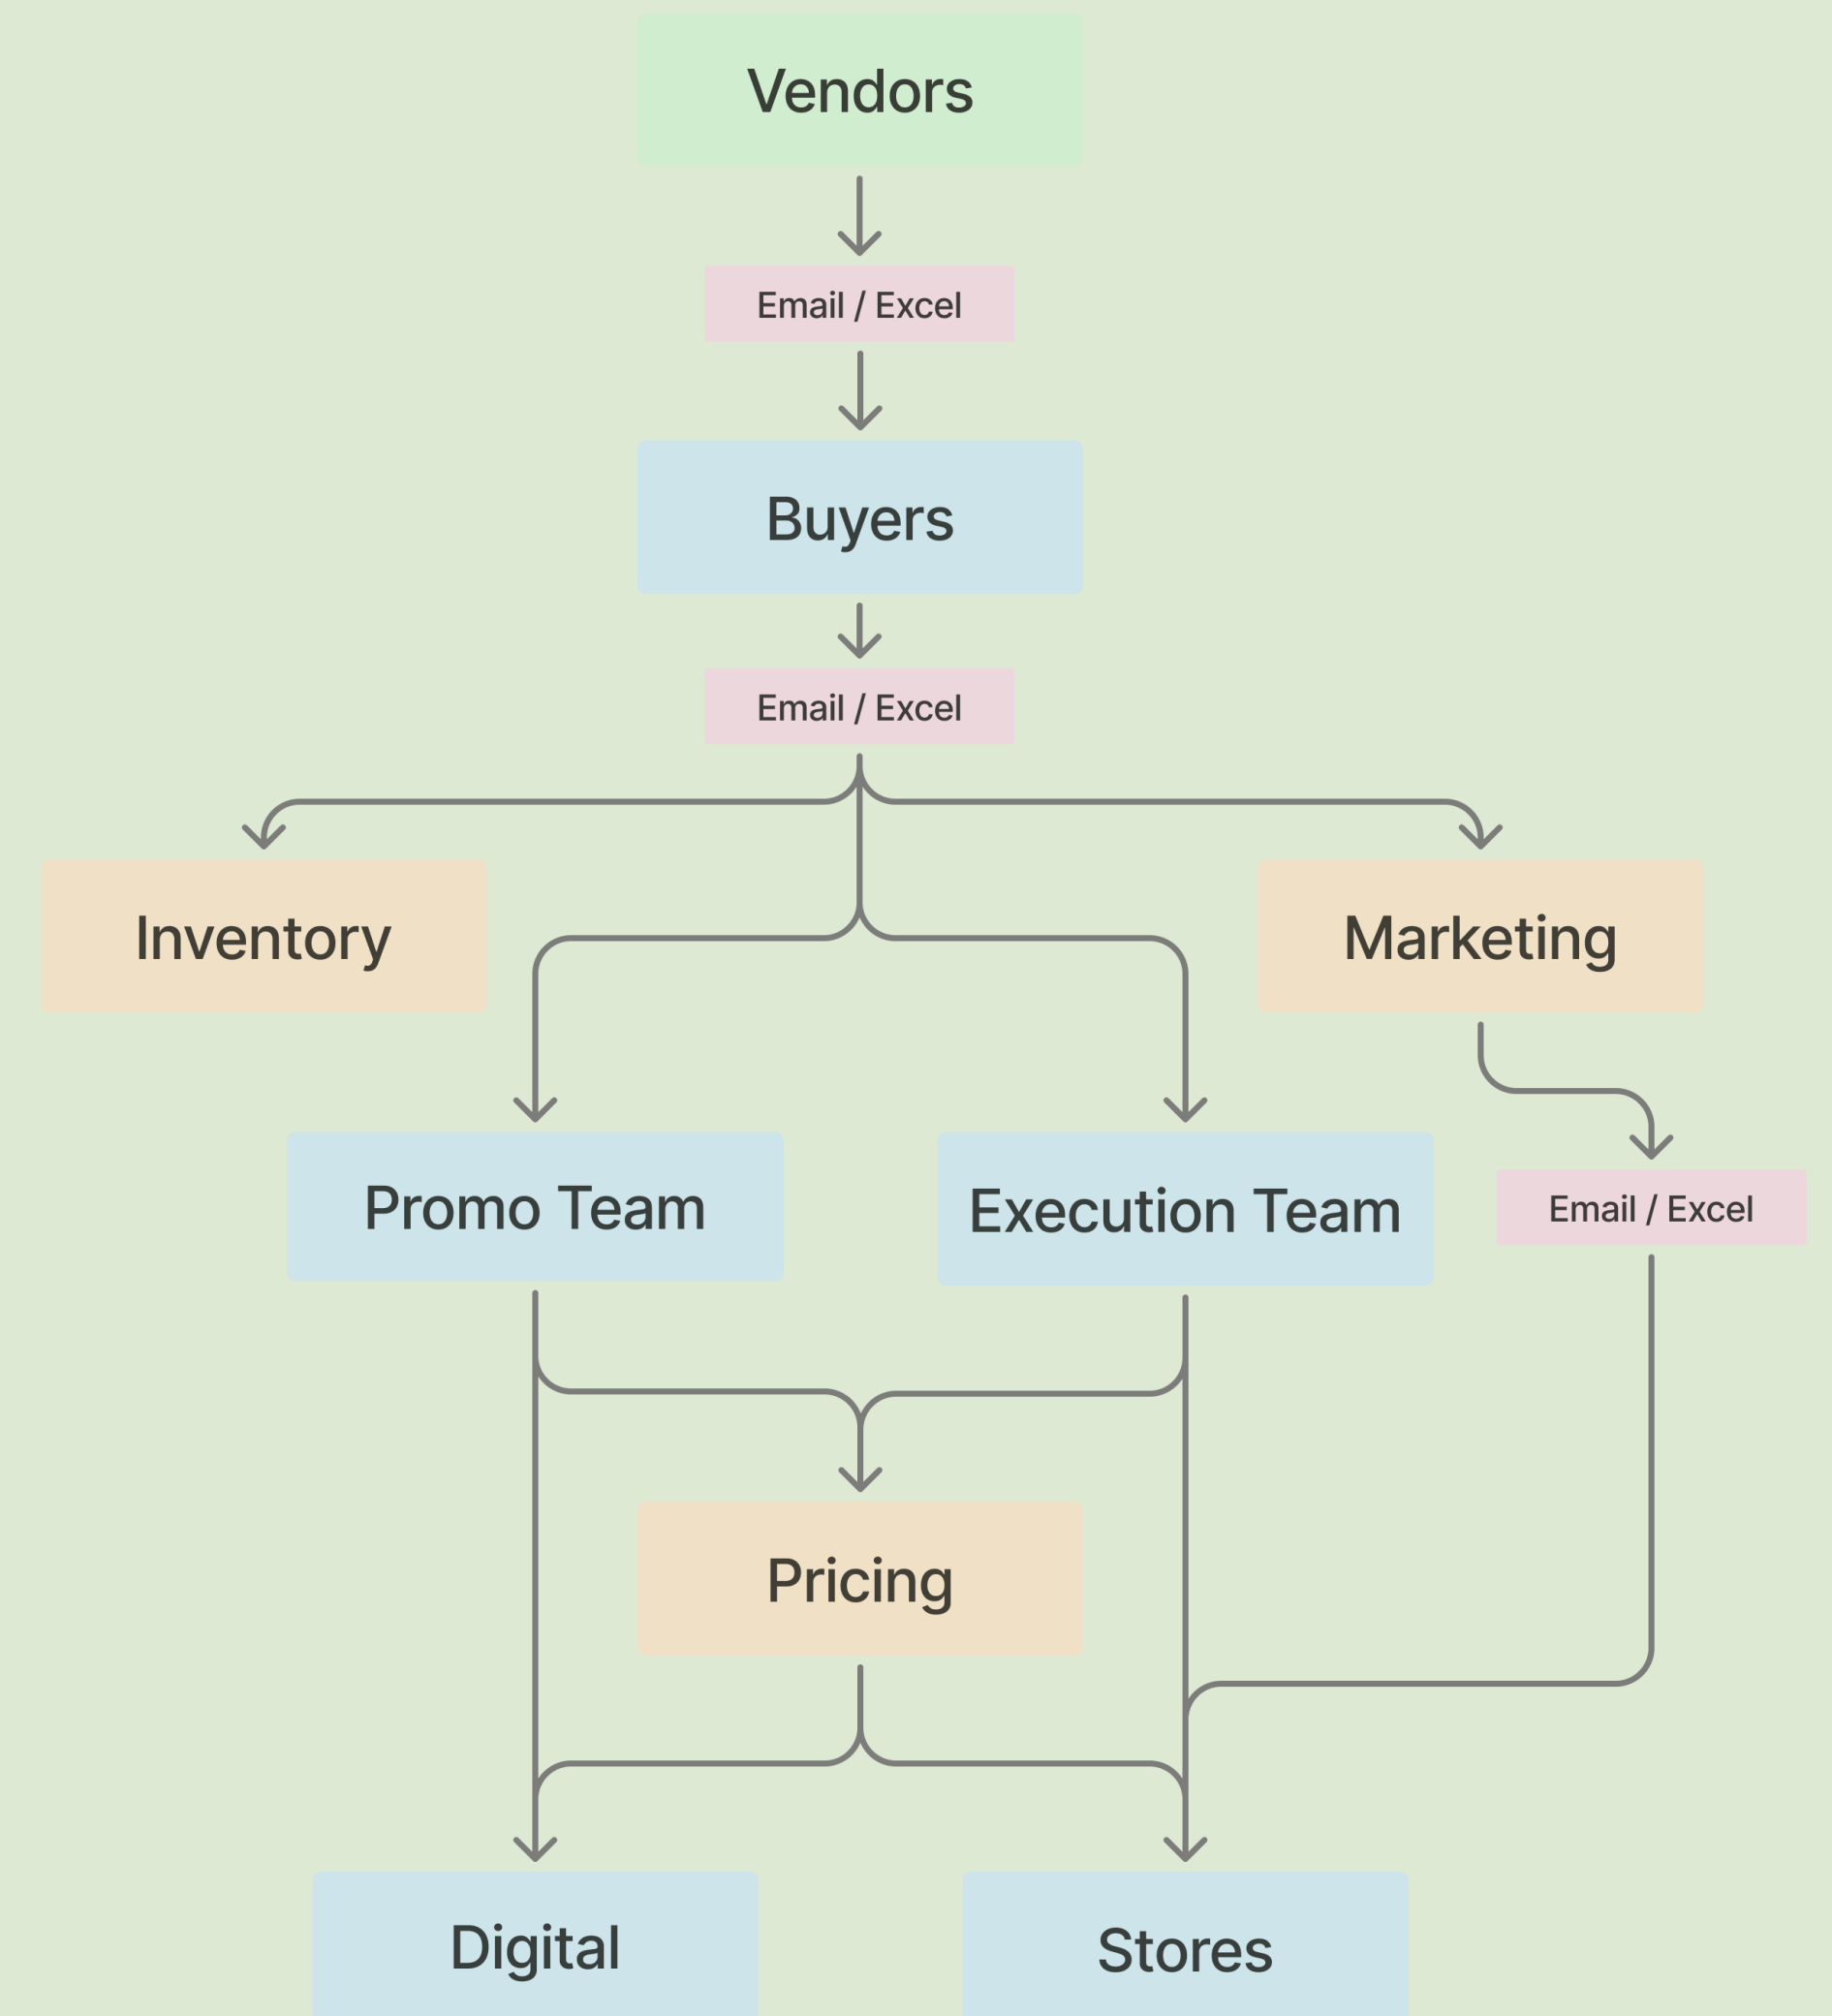 Vendors
Email / Excel
Buyers
Email / Excel
Inventory
Marketing
Promo Team
Execution Team
Email / Excel
Pricing
Digital
Stores